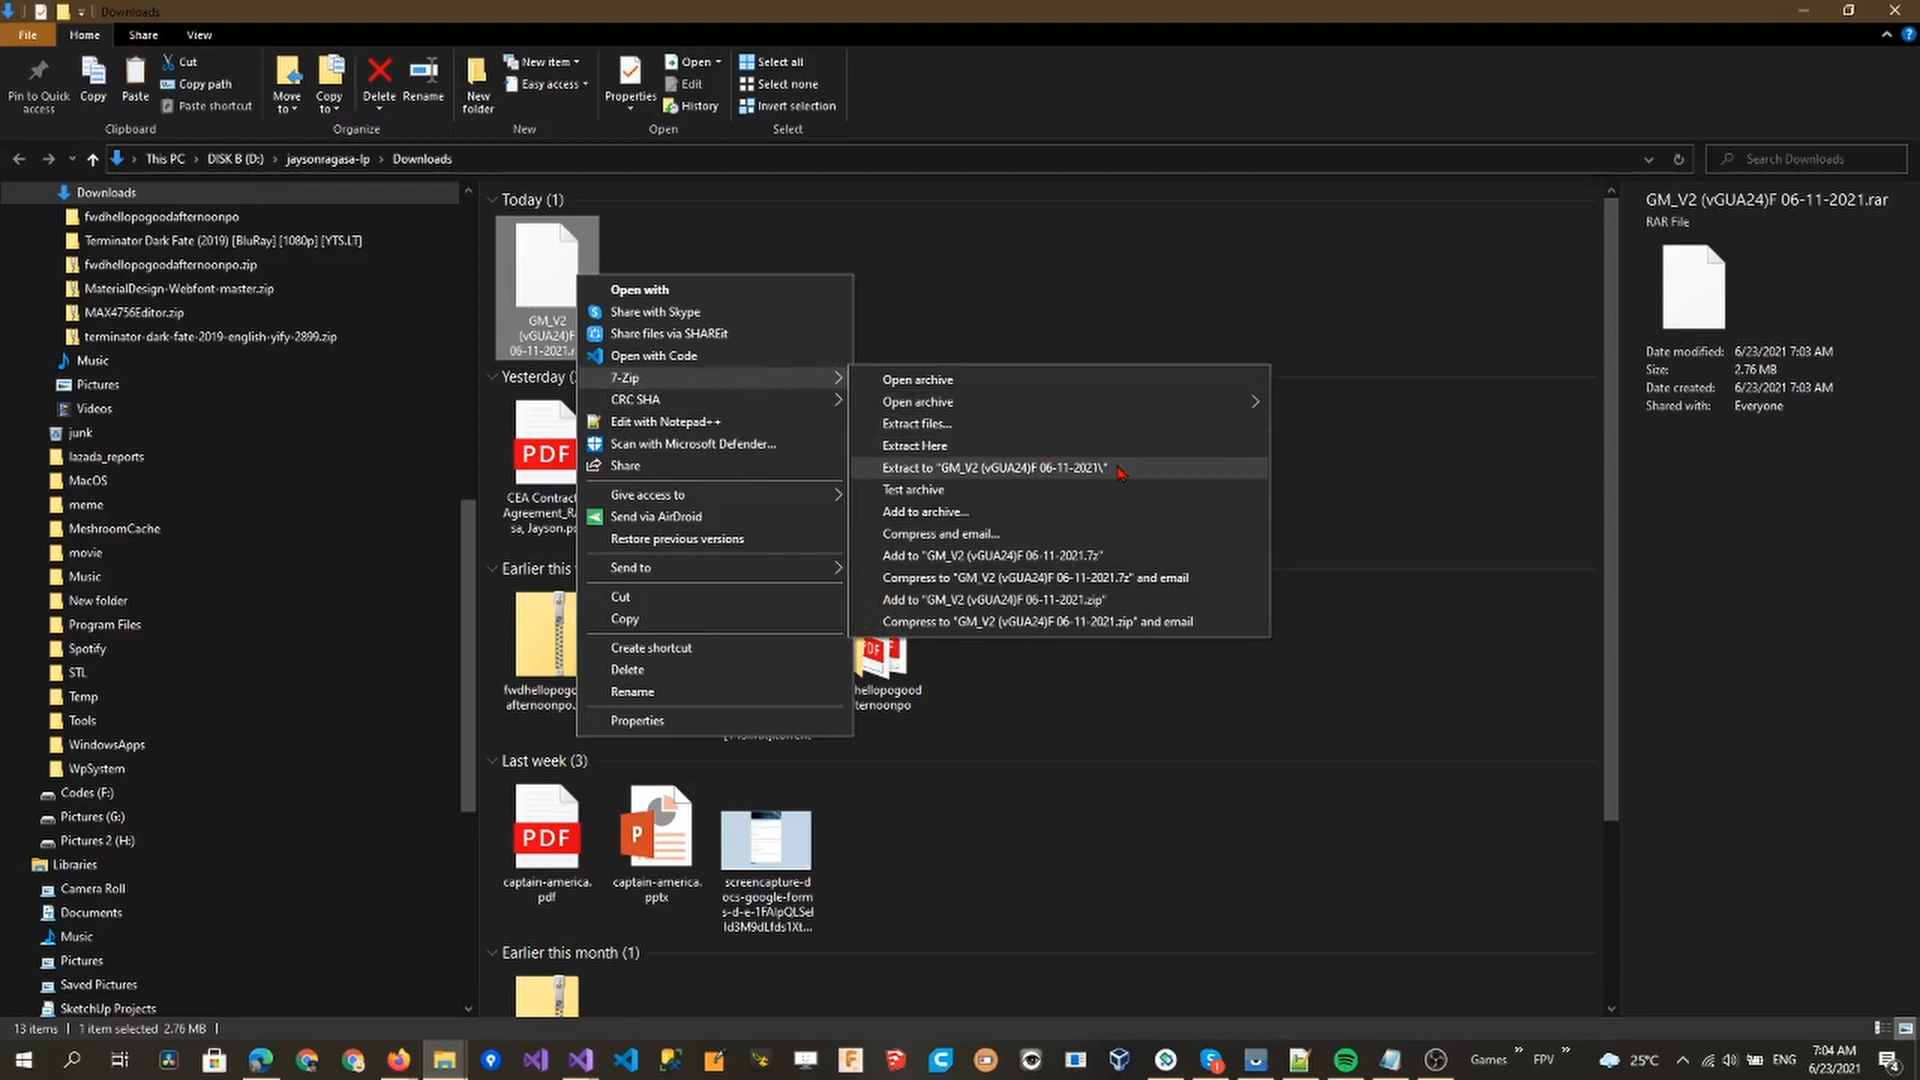 Downloads
File
Home
Share
View
Pin to Quick access
Copy
Paste
Cut
Copy path
Paste shortcut
Clipboard
Move to
Copy to
Delete
Rename
Organize
New folder
New item
Easy access
New
Properties
Open
Edit
History
Open
Select all
Select none
Invert selection
Select
This PC
DISK B (D:)
jaysonragasa-lp
Downloads
Search Downloads
Downloads
fwdhellopogoodafternoonpo
Terminator Dark Fate (2019) [BluRay] [1080p] [YTS.LT]
fwdhellopogoodafternoonpo.zip
MaterialDesign-Webfont-master.zip
MAX4756Editor.zip
terminator-dark-fate-2019-english-yify-2899.zip
Music
Pictures
Videos
junk
lazada_reports
MacOS
meme
MeshroomCache
movie
Music
New folder
Program Files
Spotify
STL
Temp
Tools
WindowsApps
WpSystem
Codes (F:)
Pictures (G:)
Pictures 2 (H:)
Libraries
Camera Roll
Documents
Music
Pictures
Saved Pictures
SketchUp Projects
Today (1)
GM_V2
(vGUA24)F
06-11-2021.r
Yesterday (
PDF
CEA Contract
Agreement_R
sa, Jayson.p
Earlier this
fwdhellopogo
afternoonpo.
hellopogood
ternoonpo
PDF
Last week (3)
PDF
captain-america.
pdf
P
captain-america.
pptx
screencapture-d
ocs-google-form
s-d-e-1FAIpQLSel
Id3M9dLfds1Xt...
Earlier this month (1)
Open with
Share with Skype
Share files via SHAREit
Open with Code
7-Zip
CRC SHA
Edit with Notepad++
Scan with Microsoft Defender...
Share
Give access to
Send via AirDroid
Restore previous versions
Send to
Cut
Copy
Create shortcut
Delete
Rename
Properties
Open archive
Open archive
Extract files...
Extract Here
Extract to "GM_V2 (vGUA24)F 06-11-2021\"
Test archive
Add to archive...
Compress and email...
Add to "GM_V2 (vGUA24)F 06-11-2021.7z"
Compress to "GM_V2 (vGUA24)F 06-11-2021.7z" and email
Add to "GM_V2 (vGUA24)F 06-11-2021.zip"
Compress to "GM_V2 (vGUA24)F 06-11-2021.zip" and email
GM_V2 (vGUA24)F 06-11-2021.rar
RAR File
Date modified: 6/23/2021 7:03 AM
Size: 2.76 MB
Date created: 6/23/2021 7:03 AM
Shared with: Everyone
13 items
1 item selected 2.76 MB
Games
FPV
25°C
ENG
7:04 AM
6/23/2021
4